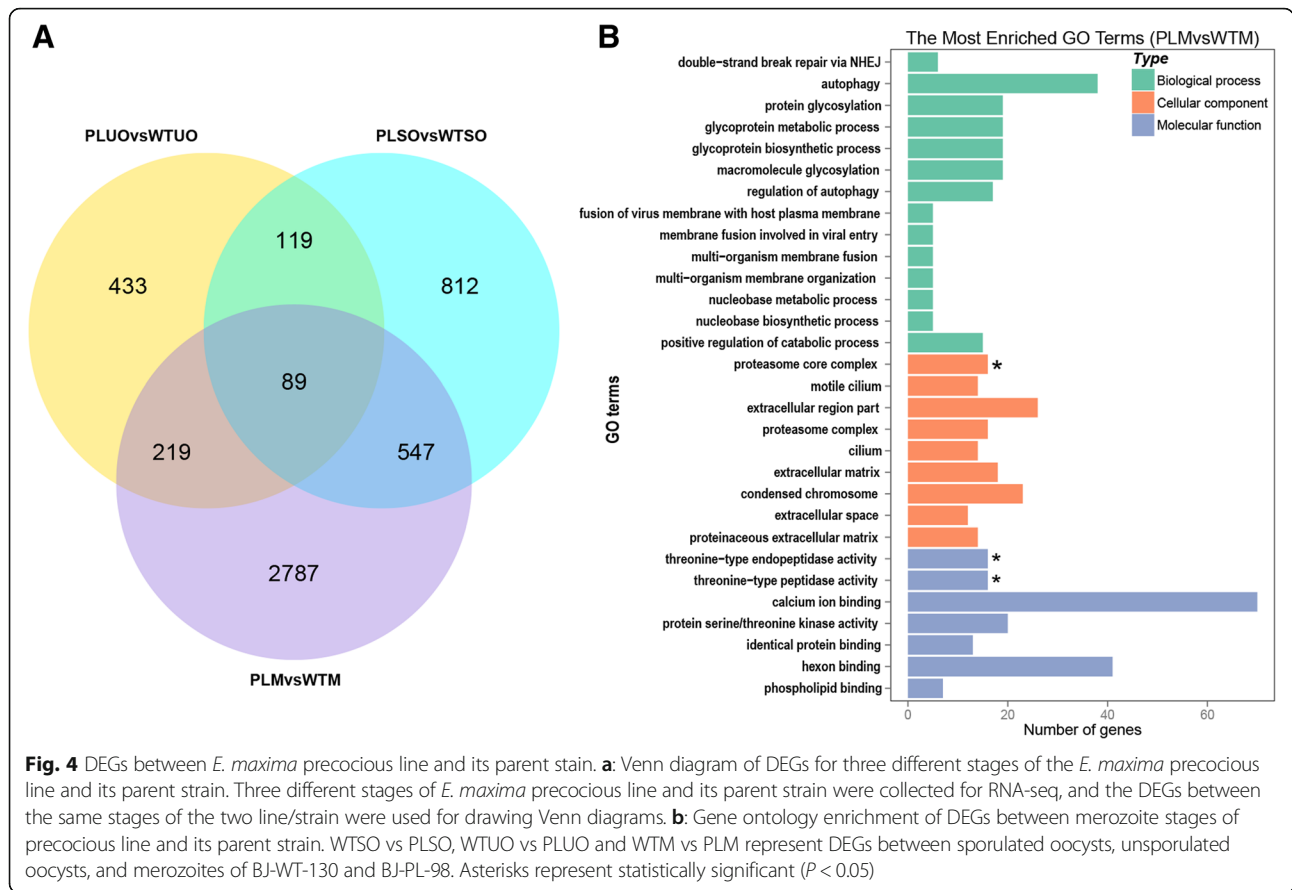 A
PLUOvsWTUO
PLSOvsWTSO
119
433
812
89
219
547
2787
PLMvsWTM
B
The Most Enriched GO Terms (PLMvsWTM)
Type
Biological process
Cellular component
Molecular function
GO terms
double-strand break repair via NHEJ
autophagy
protein glycosylation
glycoprotein metabolic process
glycoprotein biosynthetic process
macromolecule glycosylation
regulation of autophagy
fusion of virus membrane with host plasma membrane
membrane fusion involved in viral entry
multi-organism membrane fusion
multi-organism membrane organization
nucleobase metabolic process
nucleobase biosynthetic process
positive regulation of catabolic process
proteasome core complex *
motile cilium
extracellular region part
proteasome complex
cilium
extracellular matrix
condensed chromosome
extracellular space
proteinaceous extracellular matrix
threonine-type endopeptidase activity *
threonine-type peptidase activity *
calcium ion binding
protein serine/threonine kinase activity
identical protein binding
hexon binding
phospholipid binding
0 20 40 60
Number of genes
Fig. 4 DEGs between E. maxima precocious line and its parent stain. a: Venn diagram of DEGs for three different stages of the E. maxima precocious
line and its parent strain. Three different stages of E. maxima precocious line and its parent strain were collected for RNA-seq, and the DEGs between
the same stages of the two line/strain were used for drawing Venn diagrams. b: Gene ontology enrichment of DEGs between merozoite stages of
precocious line and its parent strain. WTSO vs PLSO, WTUO vs PLUO and WTM vs PLM represent DEGs between sporulated oocysts, unsporulated
oocysts, and merozoites of BJ-WT-130 and BJ-PL-98. Asterisks represent statistically significant (P < 0.05)